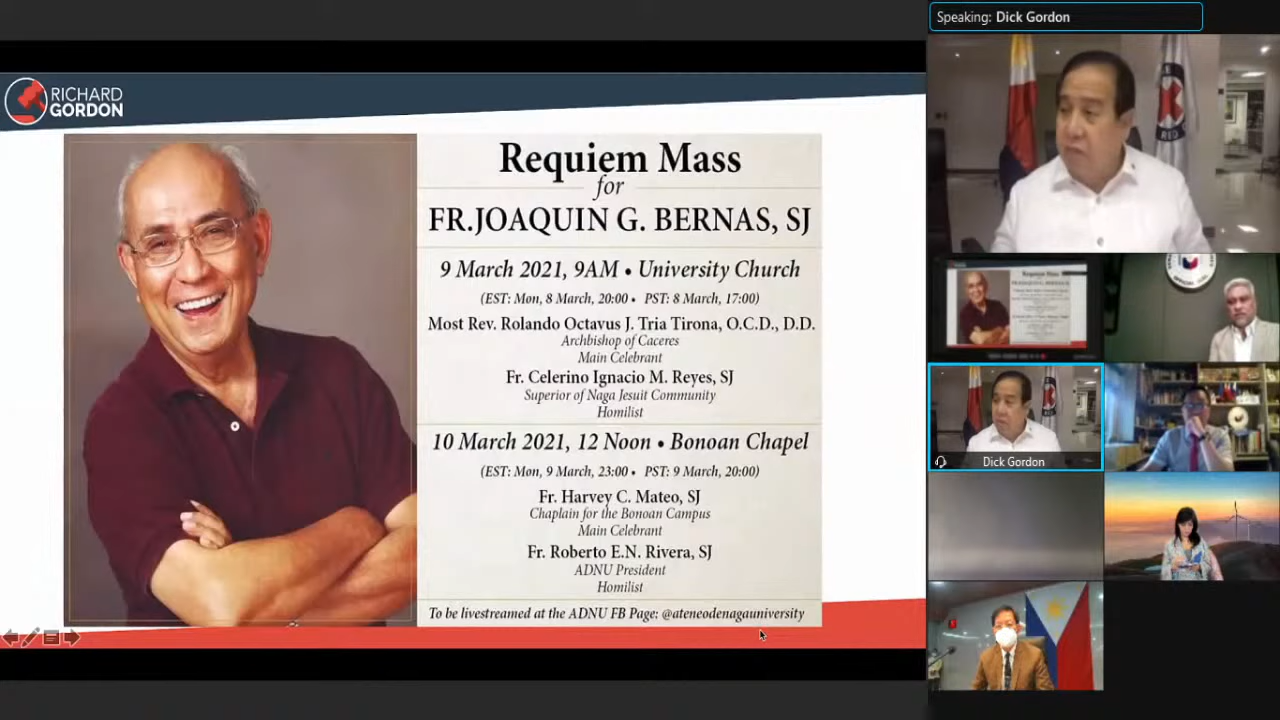 Speaking: Dick Gordon
RICHARD
GORDON
Requiem Mass
for
FR.JOAQUIN G. BERNAS, SJ
9 March 2021, 9AM • University Church
(EST: Mon, 8 March, 20:00 • PST: 8 March, 17:00)
Most Rev. Rolando Octavus J. Tria Tirona, O.C.D., D.D.
Archbishop of Caceres
Main Celebrant
Fr. Celerino Ignacio M. Reyes, SJ
Superior of Naga Jesuit Community
Homilist
10 March 2021, 12 Noon • Bonoan Chapel
(EST: Mon, 9 March, 23:00 • PST: 9 March, 20:00)
Fr. Harvey C. Mateo, SJ
Chaplain for the Bonoan Campus
Main Celebrant
Fr. Roberto E.N. Rivera, SJ
ADNU President
Homilist
To be livestreamed at the ADNU FB Page: @ateneodenagauniversity
RED
Requiem Mass
Dick Gordon